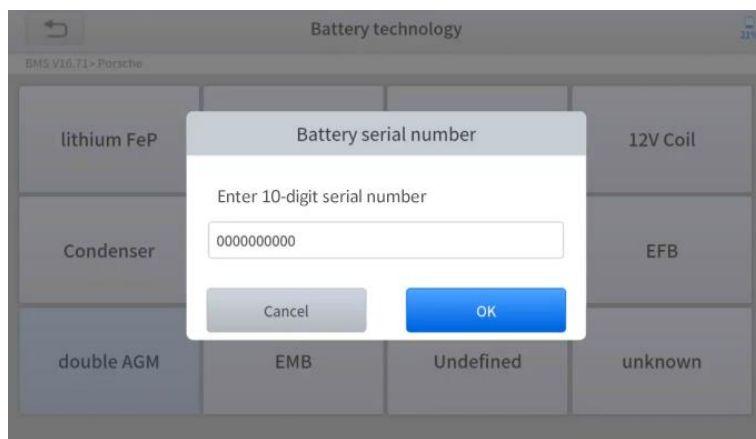 Battery technology
21%
BMS V16.71> Porsche
lithium FeP
12V Coil
Battery serial number
Enter 10-digit serial number
0000000000
Condenser
EFB
Cancel
OK
double AGM
EMB
Undefined
unknown